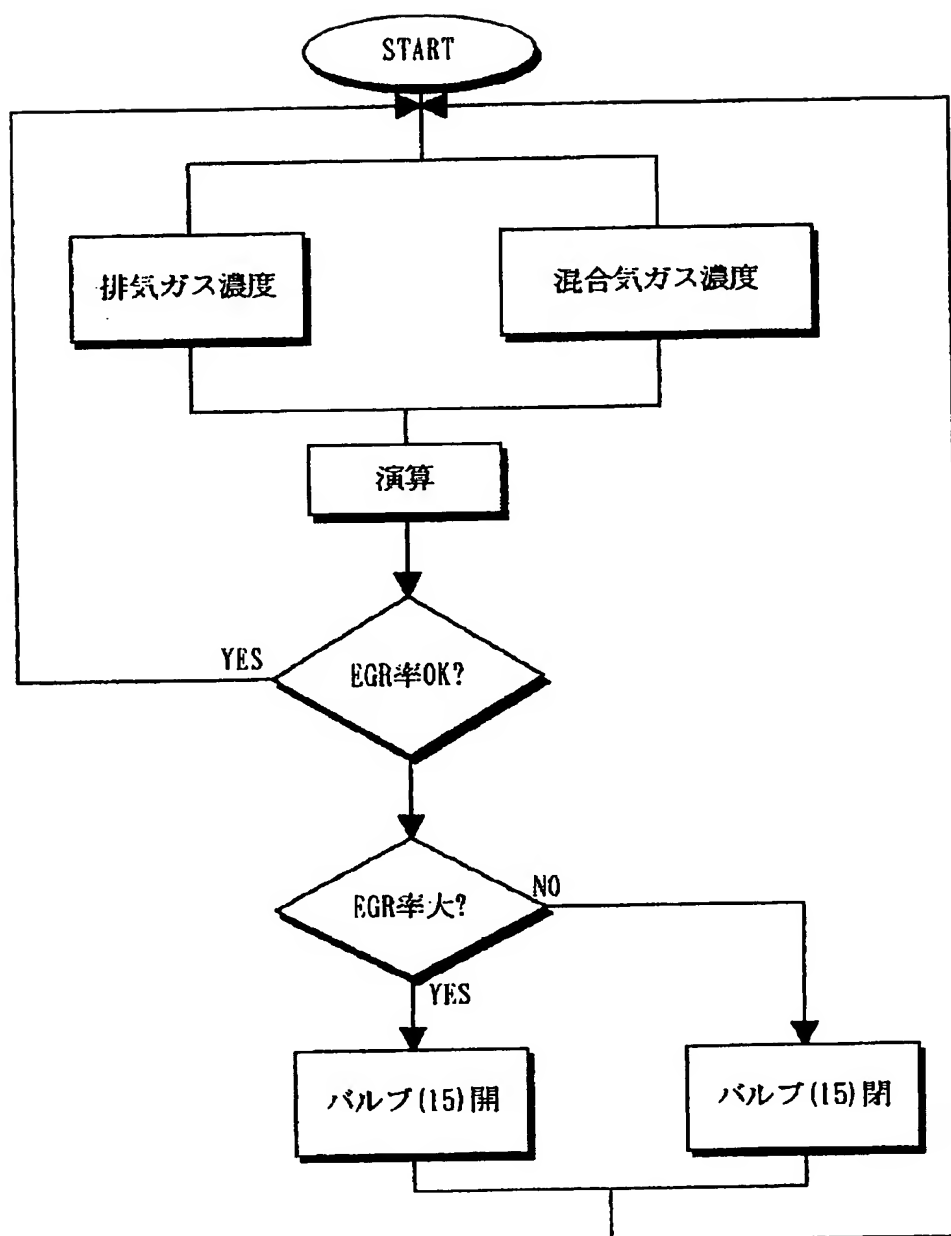 START
排気ガス濃度
混合気ガス濃度
演算
YES
EGR率OK?
EGR率大?
NO
YES
バルブ(15)開
バルブ(15)閉